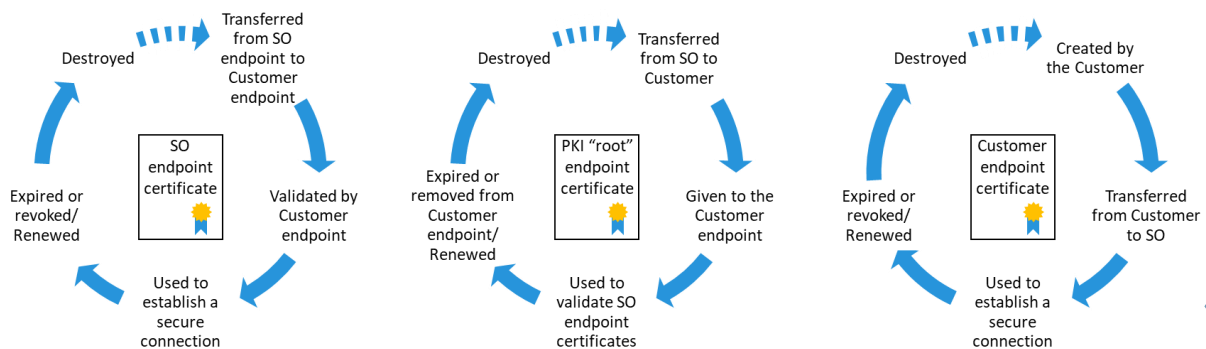 Destroyed
Transferred
from SO
endpoint to
Customer
endpoint
SO
endpoint
certificate
Expired or
revoked/
Renewed
Validated by
Customer
endpoint
Used to
establish a
secure
connection
Destroyed
Transferred
from SO to
Customer
PKI “root”
endpoint
certificate
Expired or
removed from
Customer
endpoint/
Renewed
Given to the
Customer
endpoint
Used to
validate SO
endpoint
certificates
Destroyed
Created by
the Customer
Customer
endpoint
certificate
Expired or
revoked/
Renewed
Transferred
from Customer
to SO
Used to
establish a
secure
connection